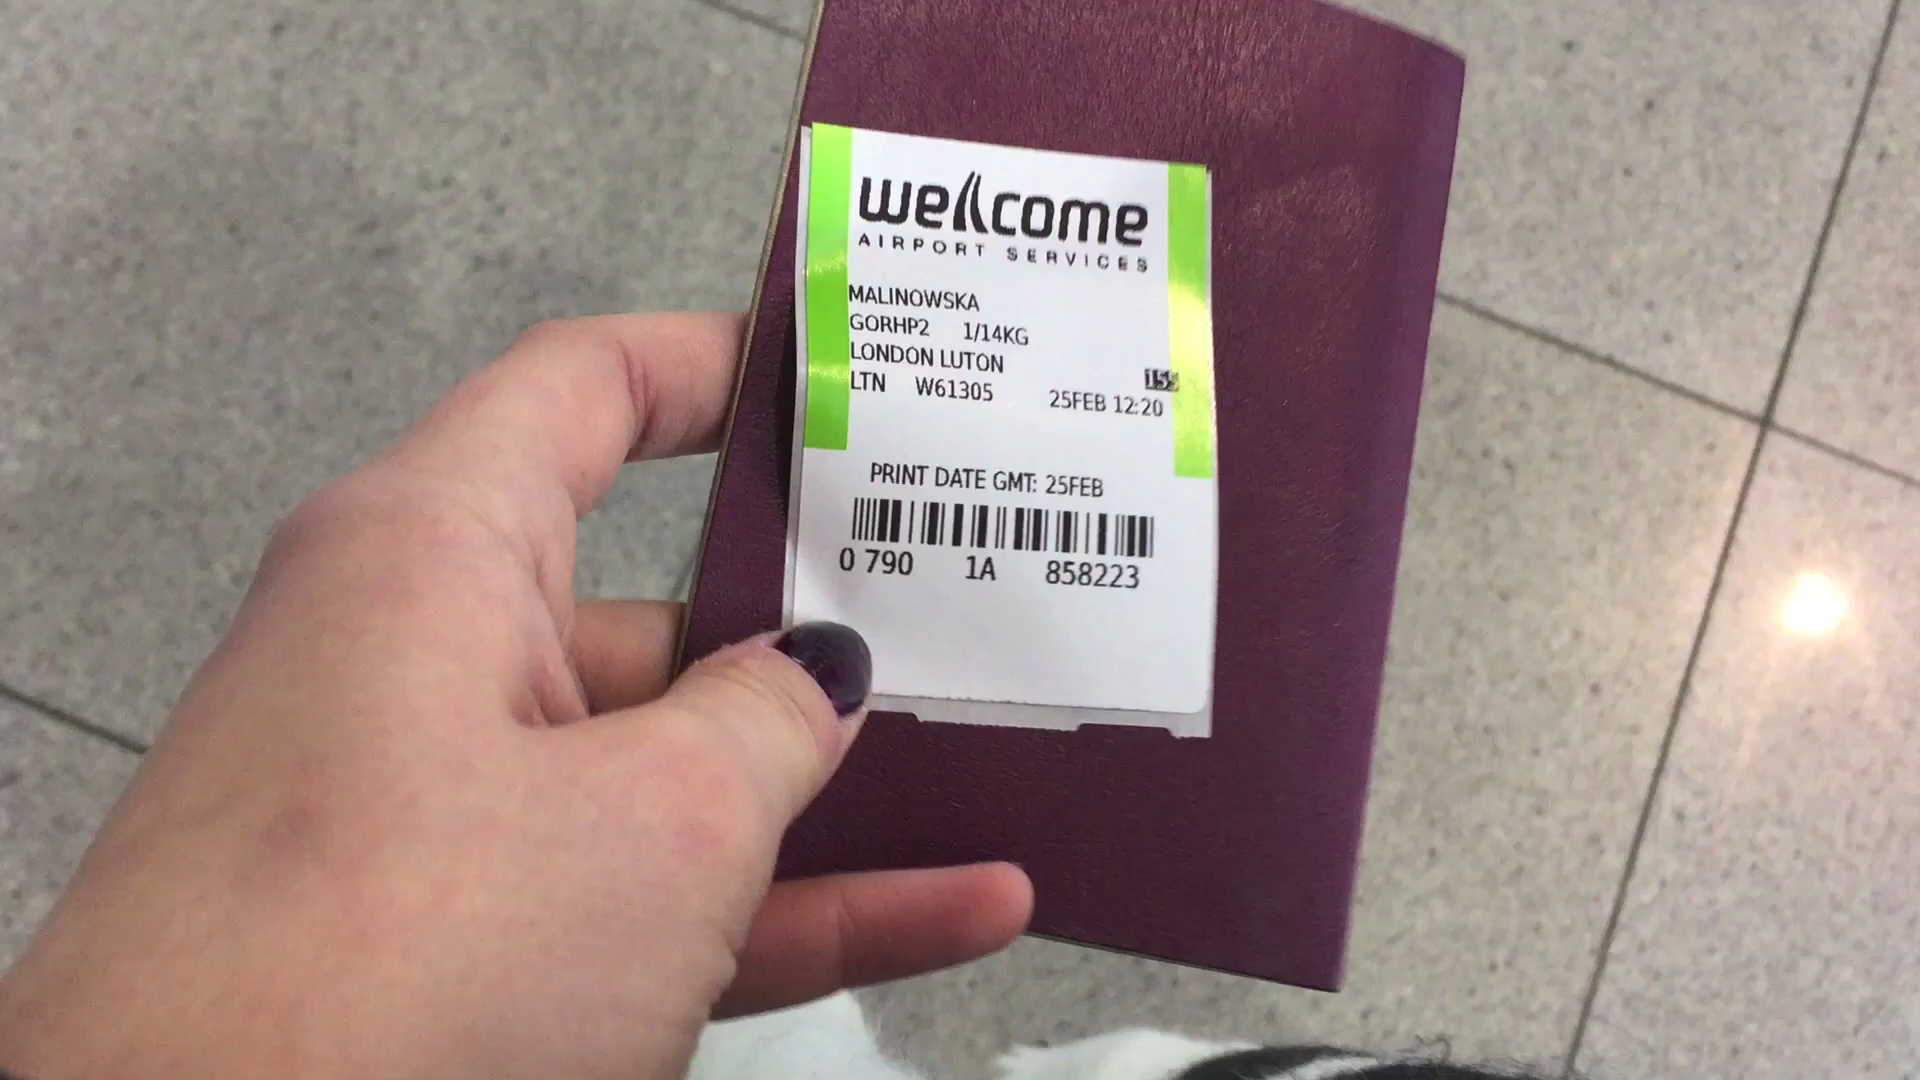 wellcome
AIRPORT SERVICES
MALINOWSKA
GORHP2 1/14KG
LONDON LUTON
155
LTN W61305 25FEB 12:20
PRINT DATE GMT: 25FEB
0 790 1A 858223